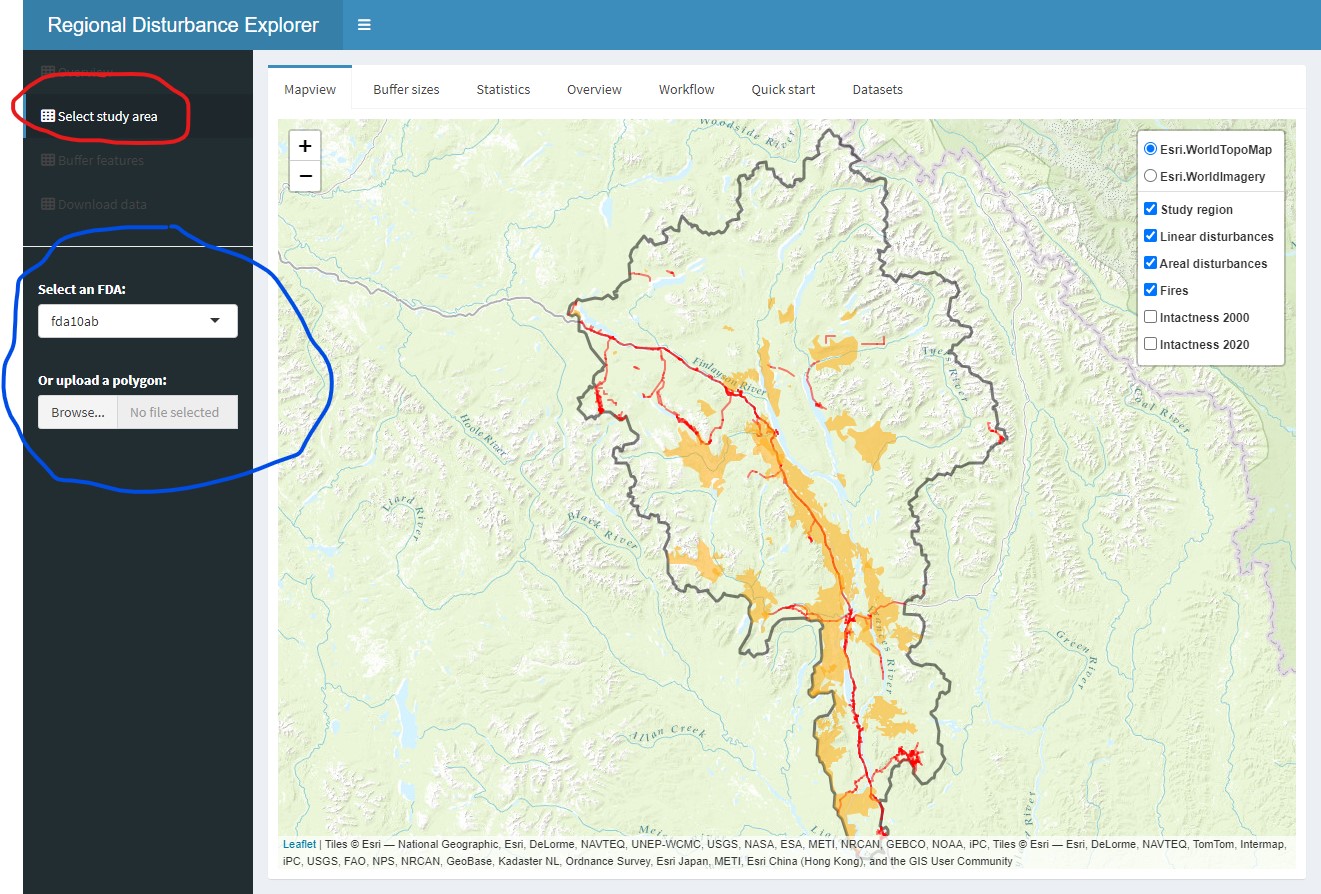 Regional Disturbance Explorer
Overview
Select study area
Buffer features
Download data
Select an FDA:
fda10ab
Or upload a polygon:
Browse... No file selected
Mapview Buffer sizes Statistics Overview Workflow Quick start Datasets
+
−
Esri.WorldTopoMap
Esri.WorldImagery
Study region
Linear disturbances
Areal disturbances
Fires
Intactness 2000
Intactness 2020
Woodside River
Finlayson River
Hoole River
Coal River
Liard River
Black River
Green River
Allan Creek
Leaflet | Tiles © Esri — National Geographic, Esri, DeLorme, NAVTEQ, UNEP-WCMC, USGS, NASA, ESA, METI, NRCAN, GEBCO, NOAA, iPC, Tiles © Esri — Esri, DeLorme, NAVTEQ, TomTom, Intermap,
iPC, USGS, FAO, NPS, NRCAN, GeoBase, Kadaster NL, Ordnance Survey, Esri Japan, METI, Esri China (Hong Kong), and the GIS User Community